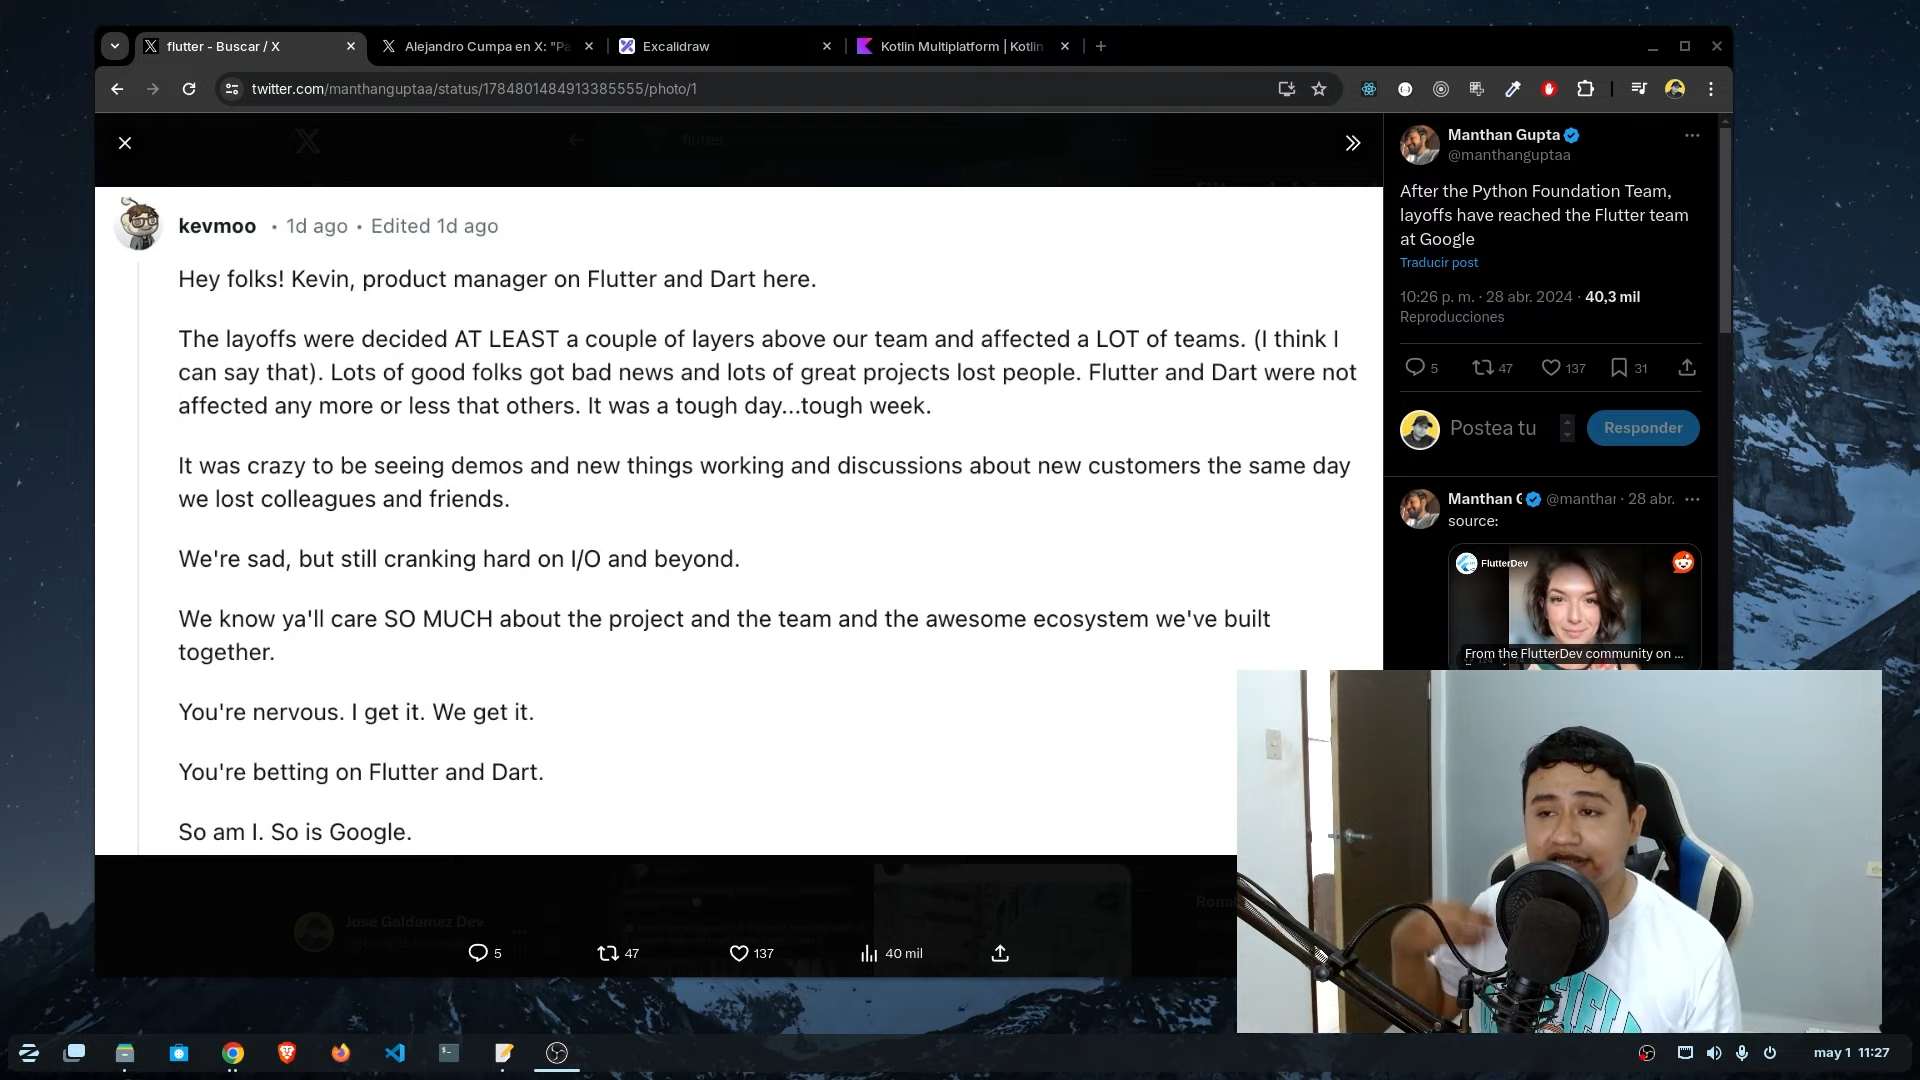 flutter - Buscar / X
Alejandro Cumpa en X: "Pa
Excalidraw
Kotlin Multiplatform | Kotlin
twitter.com/manthanguptaa/status/1784801484913385555/photo/1
flutter
kevmoo • 1d ago • Edited 1d ago
Hey folks! Kevin, product manager on Flutter and Dart here.
The layoffs were decided AT LEAST a couple of layers above our team and affected a LOT of teams. (I think I
can say that). Lots of good folks got bad news and lots of great projects lost people. Flutter and Dart were not
affected any more or less that others. It was a tough day...tough week.
It was crazy to be seeing demos and new things working and discussions about new customers the same day
we lost colleagues and friends.
We're sad, but still cranking hard on I/O and beyond.
We know ya'll care SO MUCH about the project and the team and the awesome ecosystem we've built
together.
You're nervous. I get it. We get it.
You're betting on Flutter and Dart.
So am I. So is Google.
Jose Galdamez Dev
5
47
137
40 mil
Manthan Gupta
@manthanguptaa
After the Python Foundation Team,
layoffs have reached the Flutter team
at Google
Traducir post
10:26 p. m. · 28 abr. 2024 · 40,3 mil
Reproducciones
5
47
137
31
Postea tu
Responder
Manthan G @manthar · 28 abr.
source:
FlutterDev
From the FlutterDev community on ...
may 1 11:27